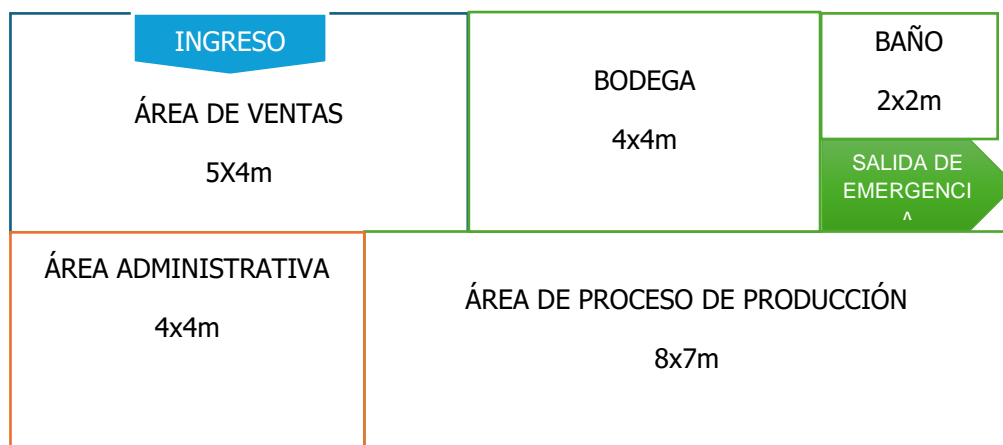 INGRESO
ÁREA DE VENTAS
5X4m
BODEGA
4x4m
BAÑO
2x2m
SALIDA DE
EMERGENCI
ÁREA ADMINISTRATIVA
4x4m
ÁREA DE PROCESO DE PRODUCCIÓN
8x7m